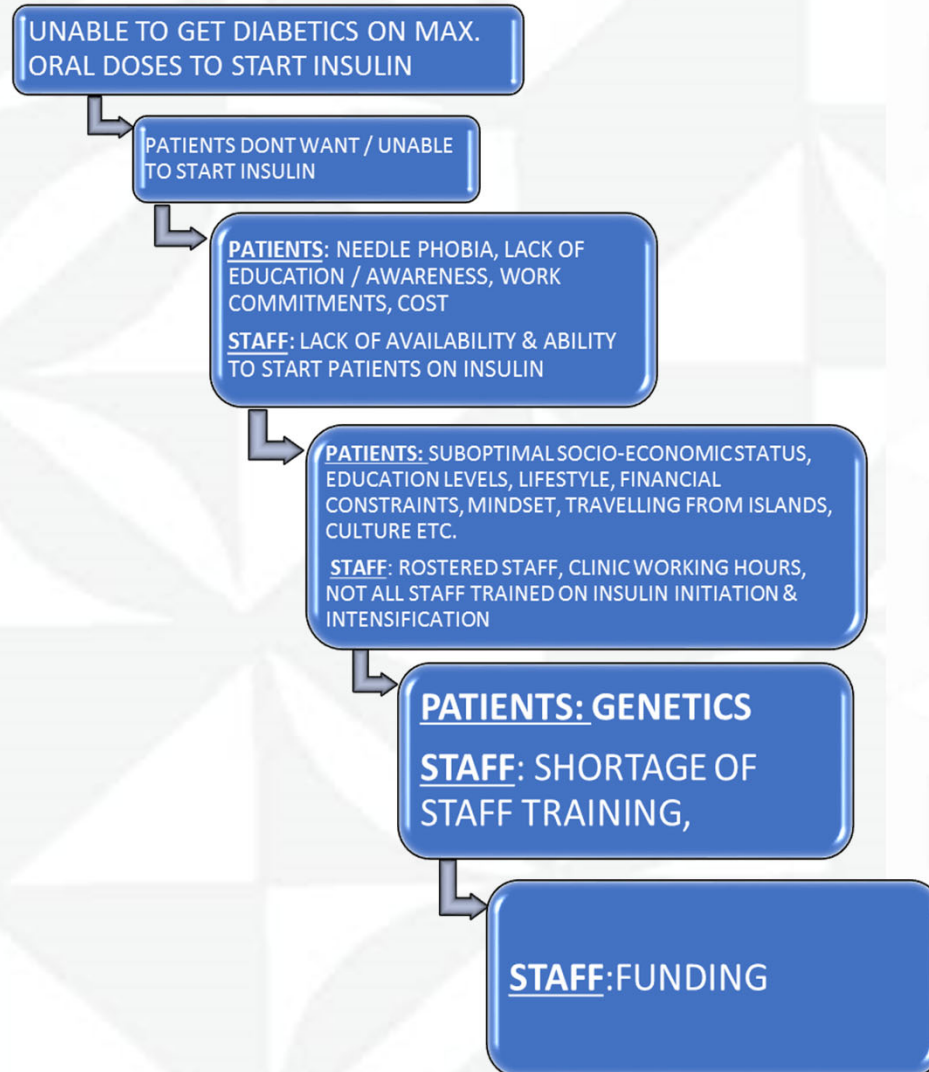 UNABLE TO GET DIABETICS ON MAX.
ORAL DOSES TO START INSULIN
PATIENTS DONT WANT / UNABLE
TO START INSULIN
PATIENTS: NEEDLE PHOBIA, LACK OF
EDUCATION / AWARENESS, WORK
COMMITMENTS, COST
STAFF: LACK OF AVAILABILITY & ABILITY
TO START PATIENTS ON INSULIN
PATIENTS: SUBOPTIMAL SOCIO-ECONOMIC STATUS,
EDUCATION LEVELS, LIFESTYLE, FINANCIAL
CONSTRAINTS, MINDSET, TRAVELLING FROM ISLANDS,
CULTURE ETC.
STAFF: ROSTERED STAFF, CLINIC WORKING HOURS,
NOT ALL STAFF TRAINED ON INSULIN INITIATION &
INTENSIFICATION
PATIENTS: GENETICS
STAFF: SHORTAGE OF
STAFF TRAINING,
STAFF:FUNDING